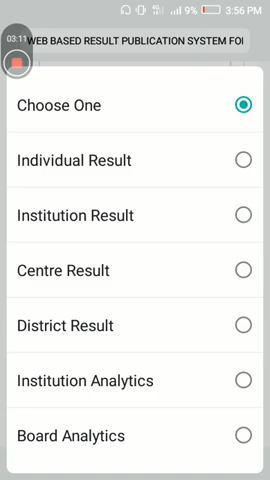 9% 3:56 PM
03:11
WEB BASED RESULT PUBLICATION SYSTEM FOI
Choose One
Individual Result
Institution Result
Centre Result
District Result
Institution Analytics
Board Analytics